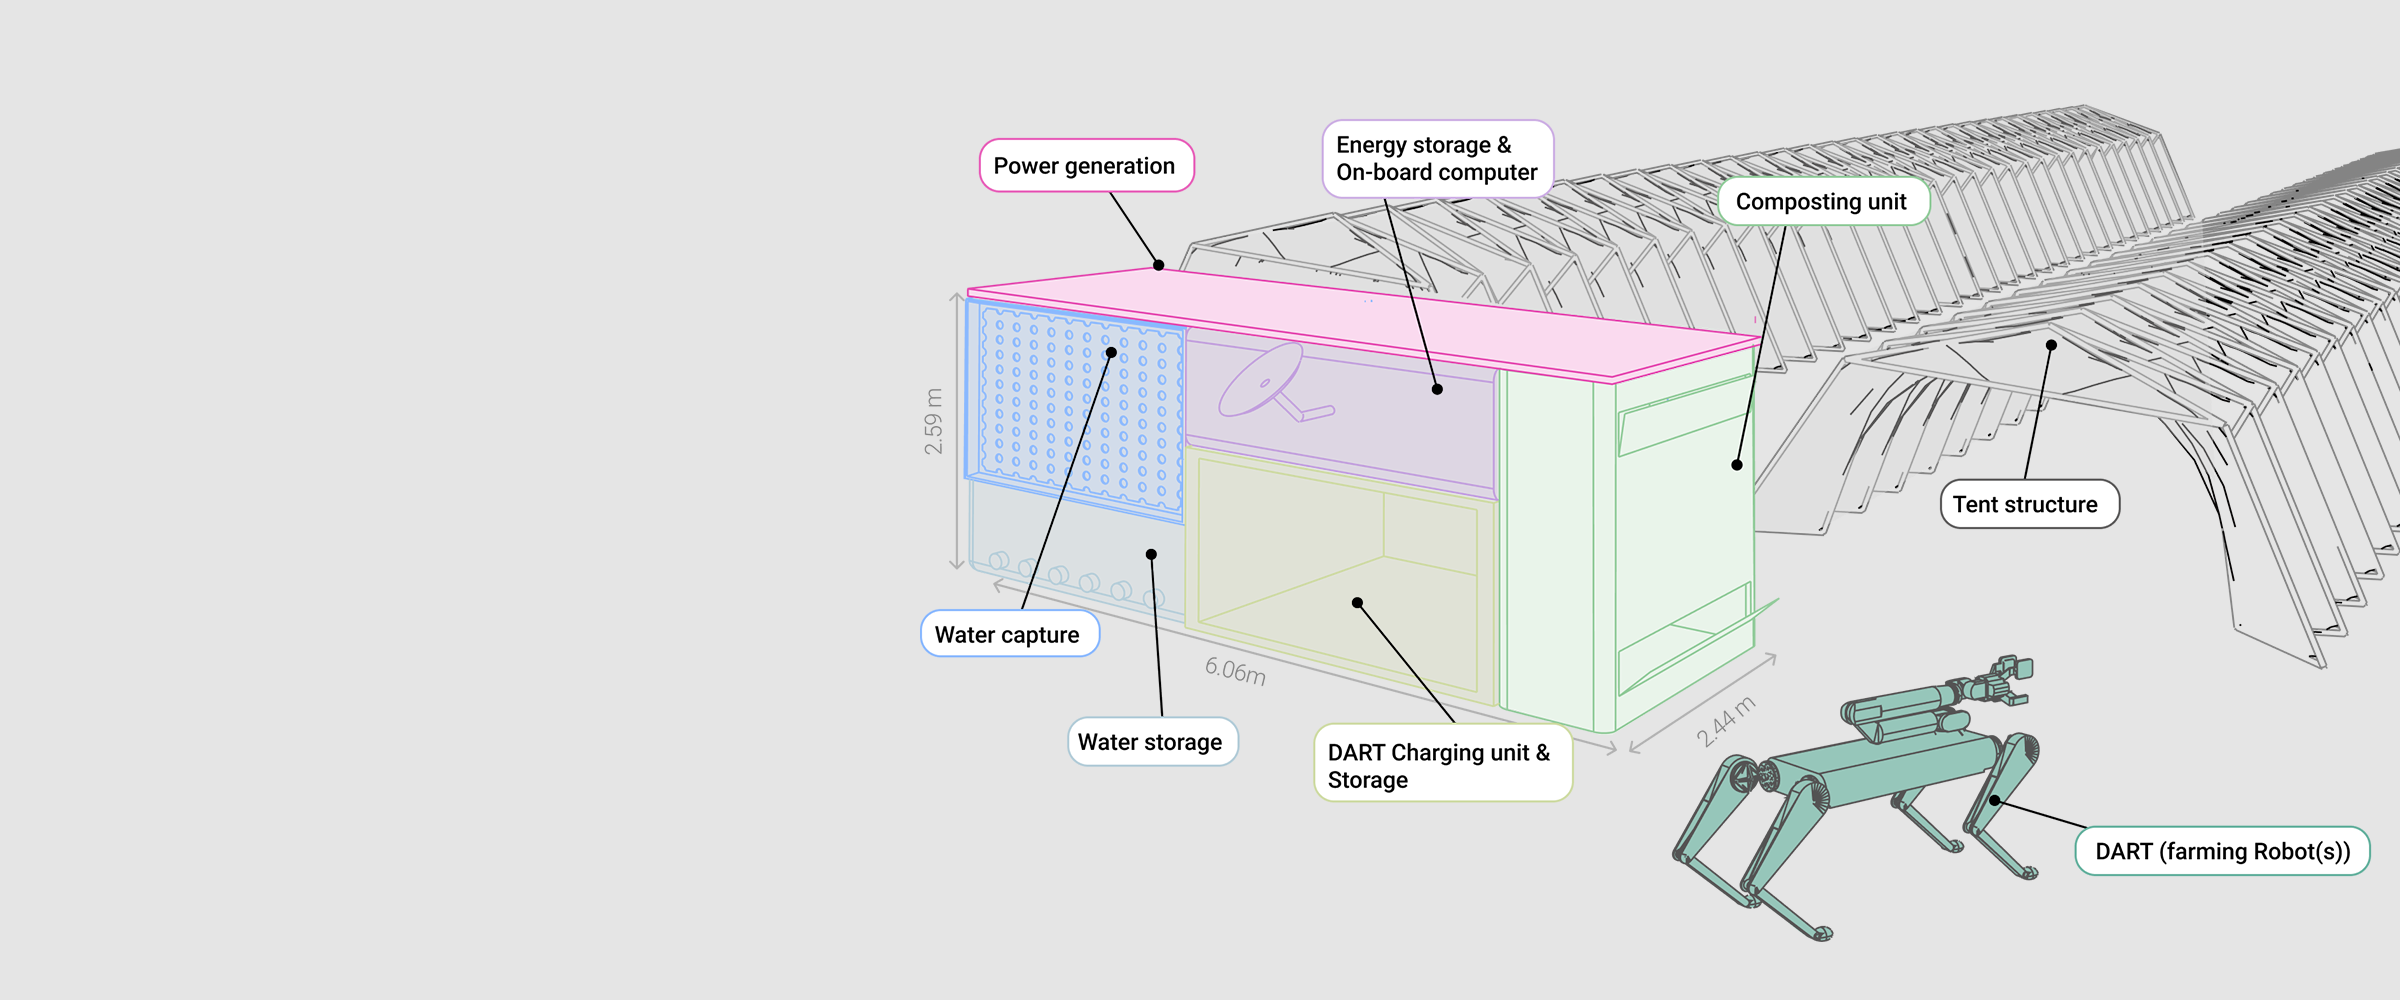 Power generation
Energy storage &
On-board computer
Composting unit
2.59 m
Tent structure
Water capture
6.06m
Water storage
DART Charging unit &
Storage
2.44 m
DART (farming Robot(s))